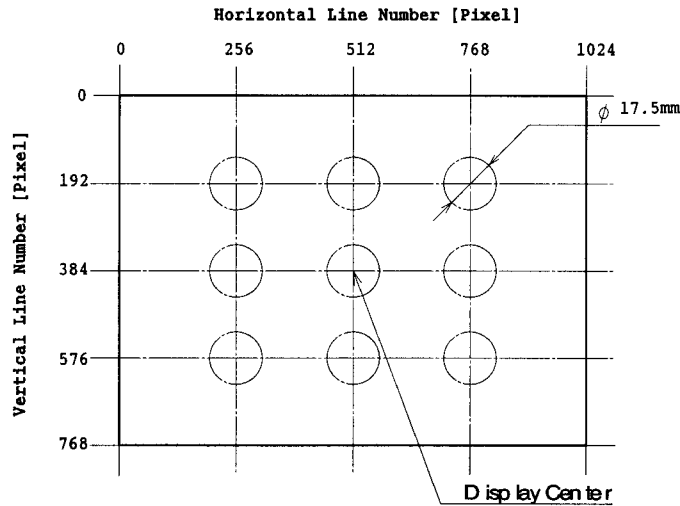 Horizontal Line Number [Pixel]
0 256 512 768 1024
Vertical Line Number [Pixel]
0
ϕ 17.5mm
192
384
576
768
Display Center